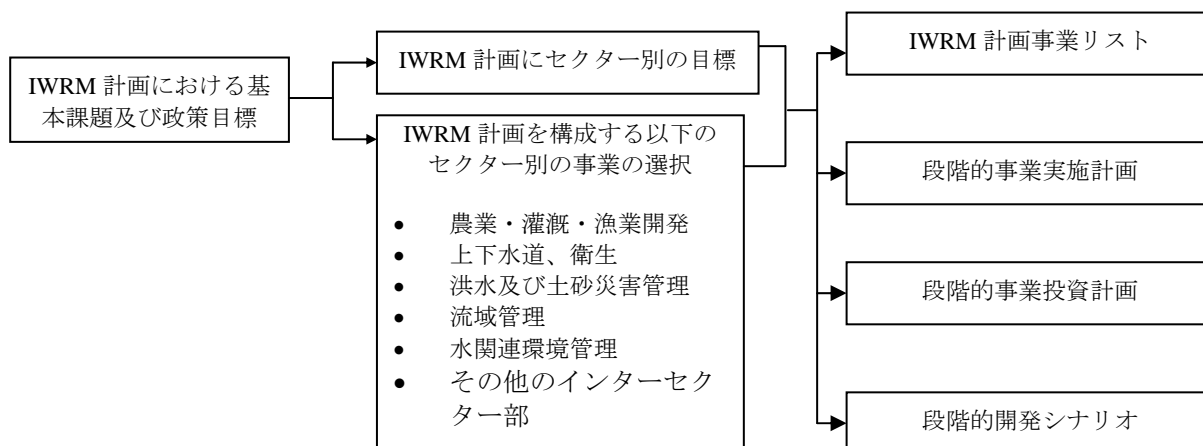 IWRM 計画における基
本課題及び政策目標
IWRM 計画にセクター別の目標
IWRM 計画を構成する以下の
セクター別の事業の選択
• 農業・灌漑・漁業開発
• 上下水道、衛生
• 洪水及び土砂災害管理
• 流域管理
• 水関連環境管理
• その他のインターセク
ター部
IWRM 計画事業リスト
段階的事業実施計画
段階的事業投資計画
段階的開発シナリオ